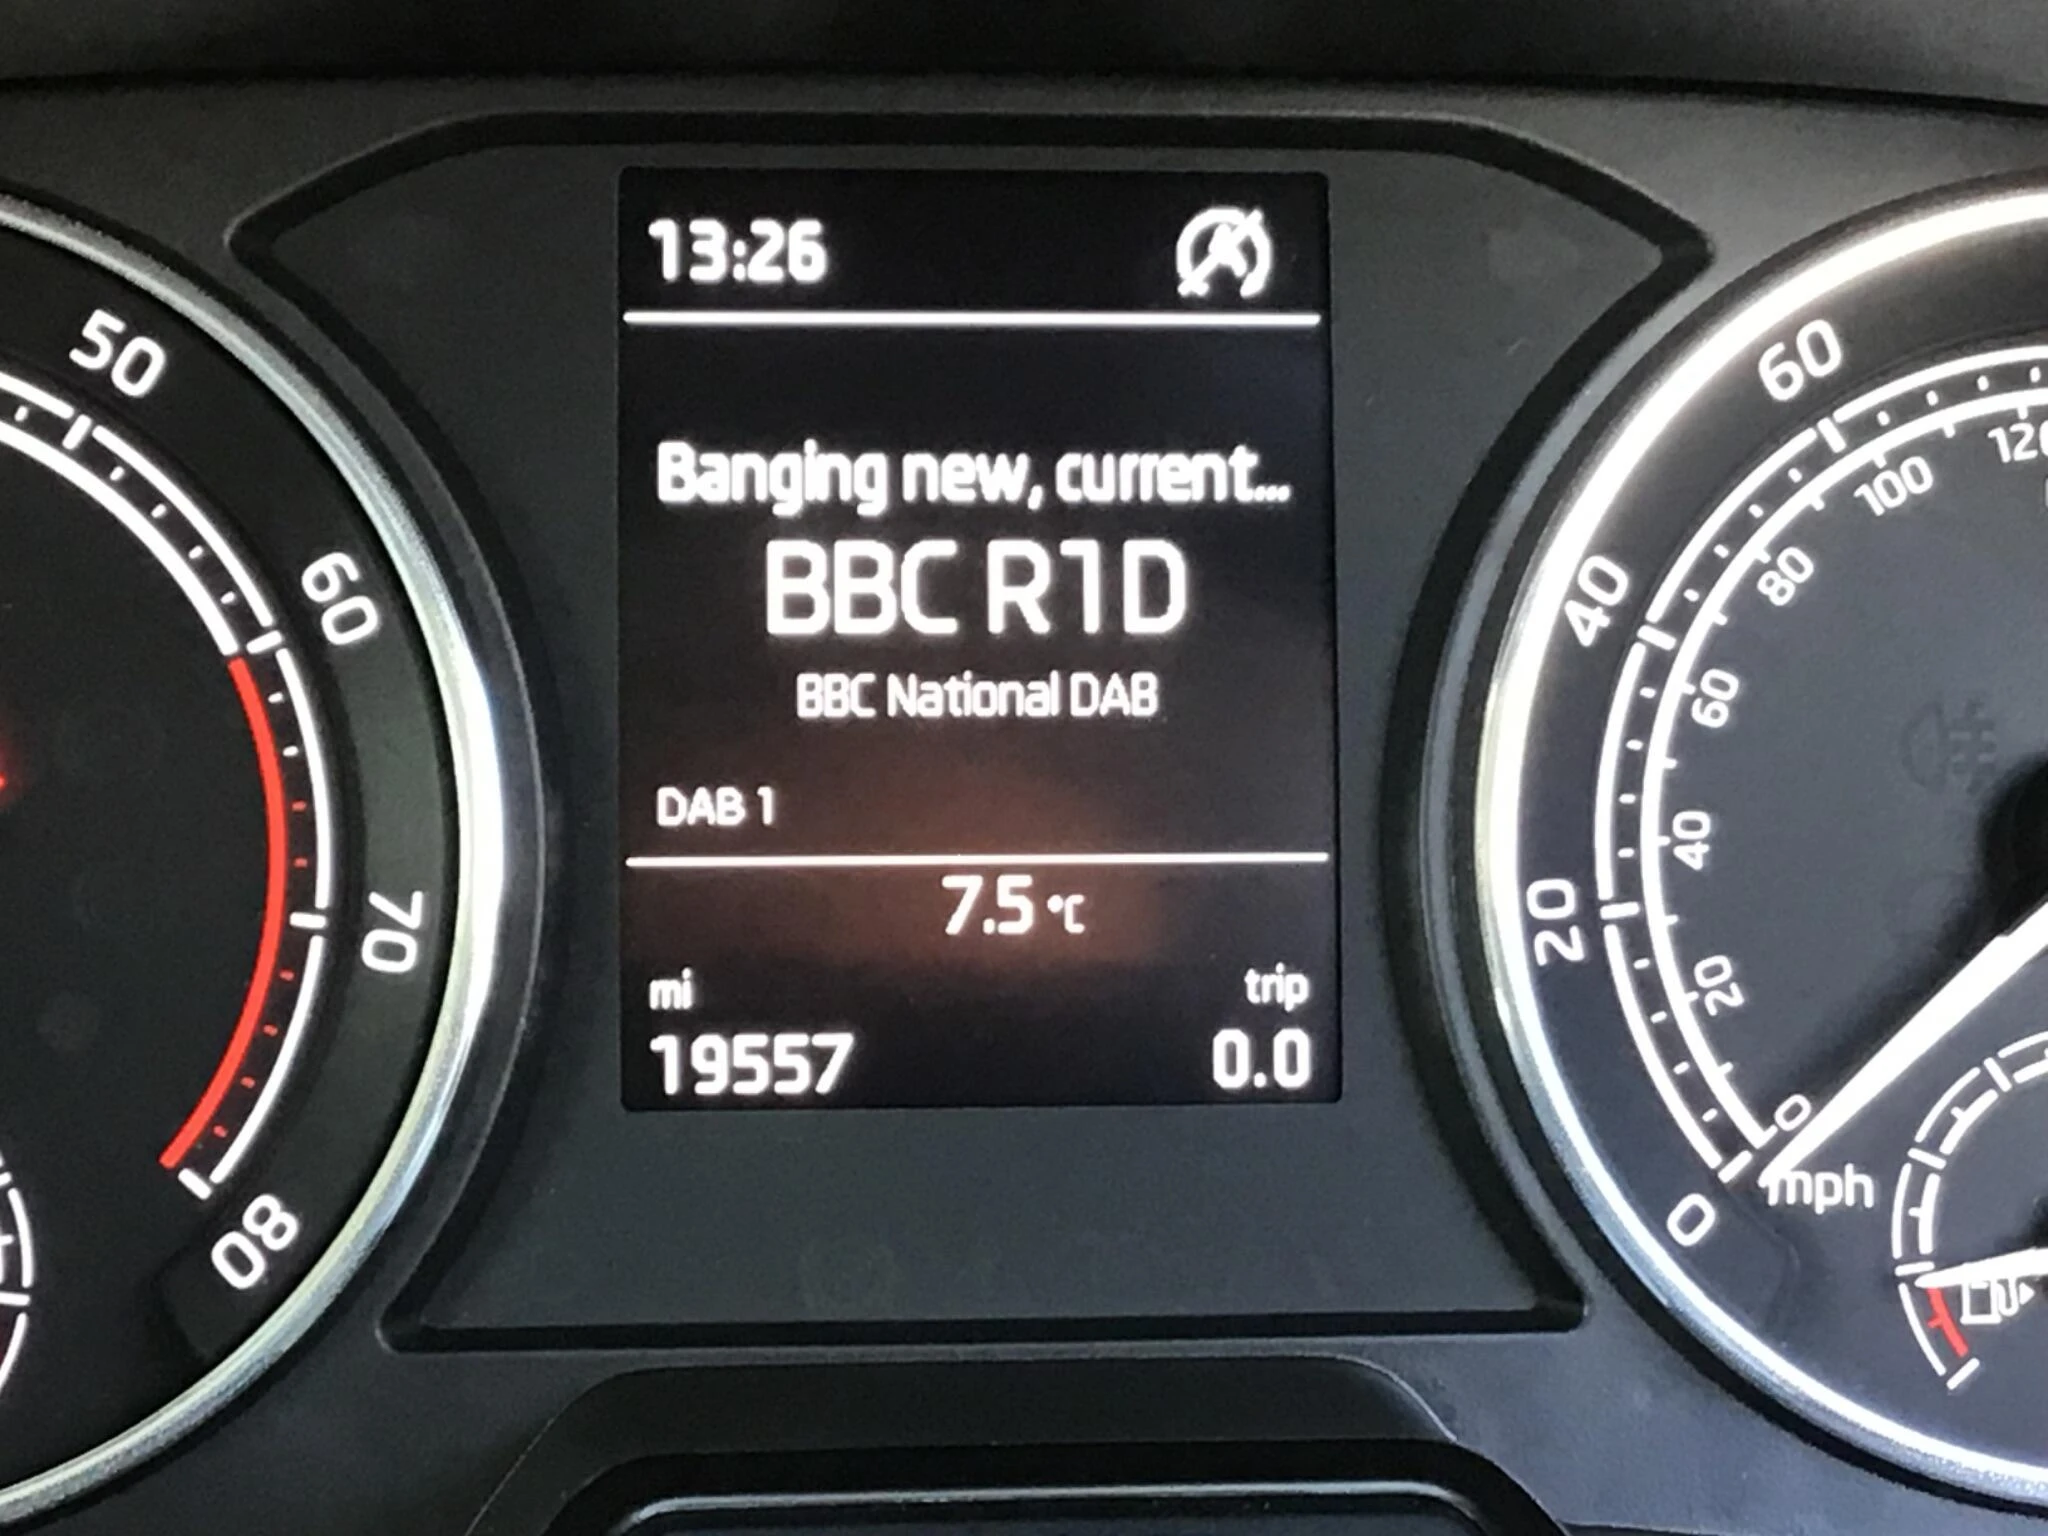 13:26
Banging new, current...
BBC R1D
BBC National DAB
DAB 1
7.5 °C
mi
trip
19557
0.0
50
60
70
80
60
40
20
0
120
100
80
60
40
20
0
mph